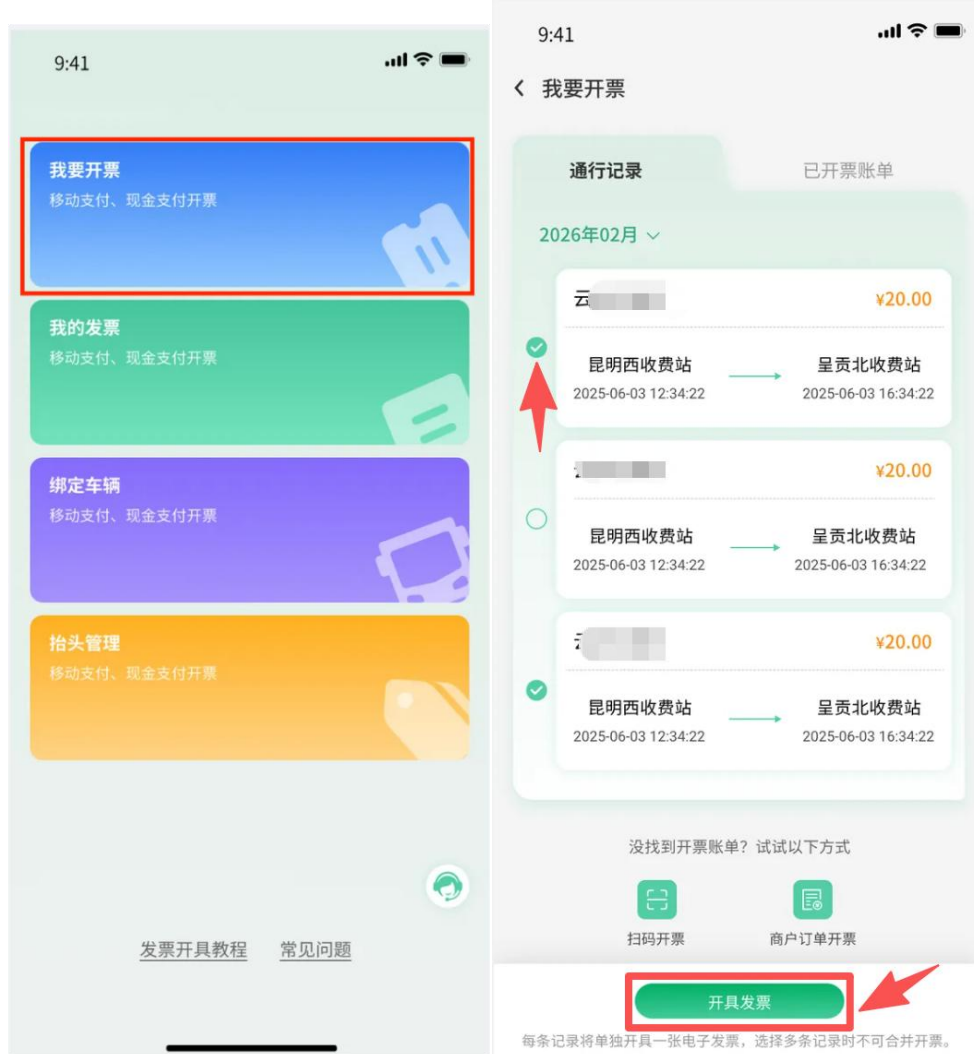 9:41
我要开票
移动支付、现金支付开票
我的发票
移动支付、现金支付开票
绑定车辆
移动支付、现金支付开票
抬头管理
移动支付、现金支付开票
发票开具教程 常见问题
9:41
我要开票
通行记录 已开票账单
2026年02月
云 ¥20.00
昆明西收费站 呈贡北收费站
2025-06-03 12:34:22 2025-06-03 16:34:22
¥20.00
昆明西收费站 呈贡北收费站
2025-06-03 12:34:22 2025-06-03 16:34:22
¥20.00
昆明西收费站 呈贡北收费站
2025-06-03 12:34:22 2025-06-03 16:34:22
没找到开票账单？试试以下方式
扫码开票 商户订单开票
开具发票
每条记录将单独开具一张电子发票，选择多条记录时不可合并开票。